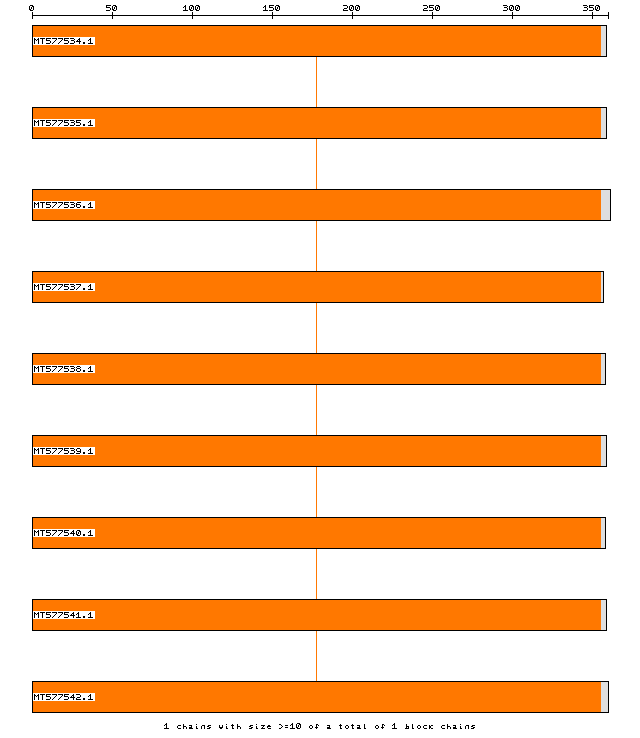 0 50 100 150 200 250 300 350
MT577534.1
MT577535.1
MT577536.1
MT577537.1
MT577538.1
MT577539.1
MT577540.1
MT577541.1
MT577542.1
1 chains with size >=10 of a total of 1 block chains